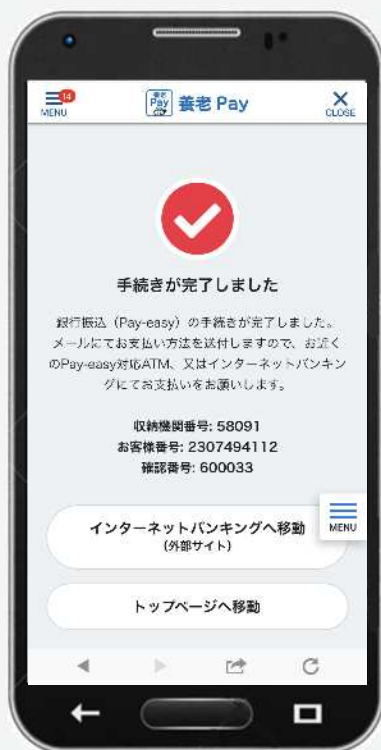 14
MENU
養老
Pay
養老 Pay
CLOSE
手続きが完了しました
銀行振込（Pay-easy）の手続きが完了しました。
メールにてお支払い方法を送付しますので、お近く
のPay-easy対応ATM、又はインターネットバンキン
グにてお支払いをお願いします。
収納機関番号: 58091
お客様番号: 2307494112
確認番号: 600033
インターネットバンキングへ移動
（外部サイト）
MENU
トップページへ移動